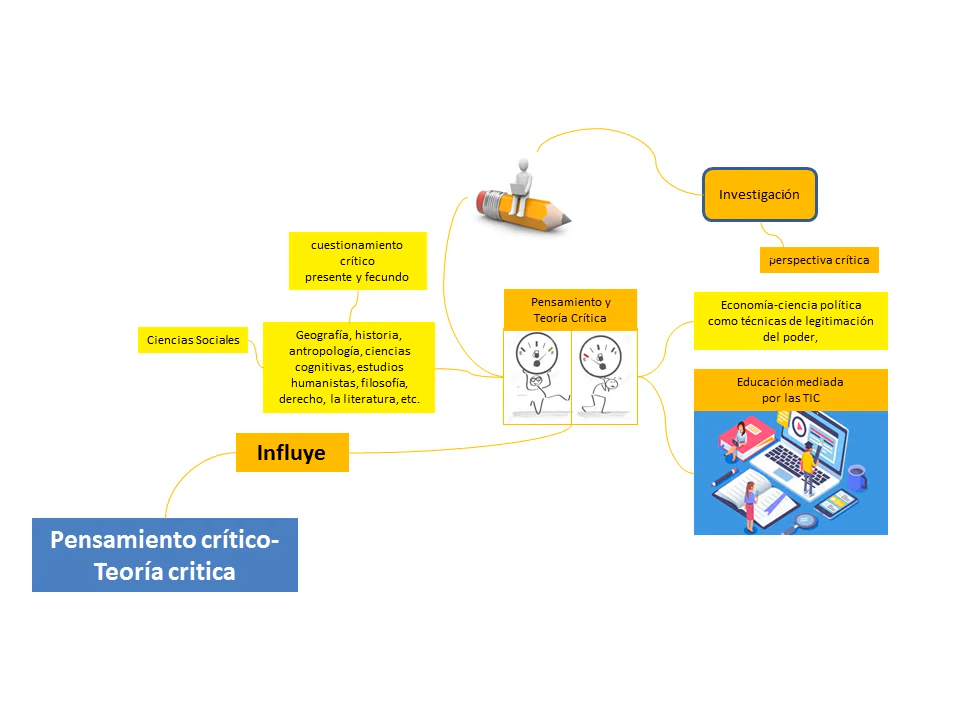 Investigación
perspectiva crítica
cuestionamiento
crítico
presente y fecundo
Pensamiento y
Teoría Crítica
Economía-ciencia política
como técnicas de legitimación
del poder,
Ciencias Sociales
Geografía, historia,
antropología, ciencias
cognitivas, estudios
humanistas, filosofía,
derecho, la literatura, etc.
Educación mediada
por las TIC
Influye
Pensamiento crítico-
Teoría critica